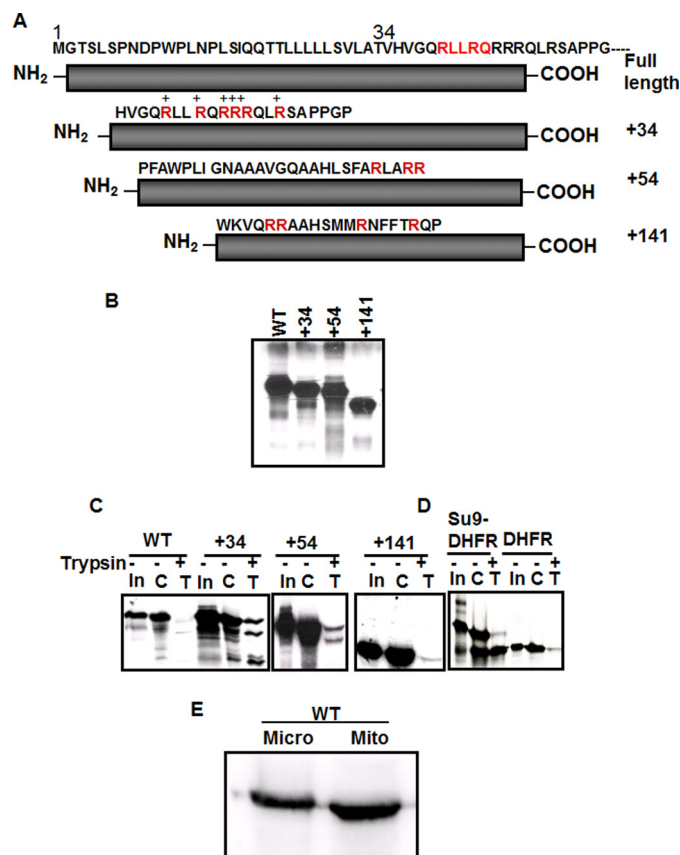 A
1 34
MGTSLSPNDPWPLNPLSIQQTTLLLLLSVLATVHVGQRLLRQRRRQLRSAPPG----
NH2 COOH Full length
+ + +++ +
HVGQRLL RQRRRQLRSAPPGP
NH2 COOH +34
PFAWPLI GNAAAVGQAAHLSFARLARR
NH2 COOH +54
WKVQRRAAHSMMRNFFTRQP
NH2 COOH +141
B
WT +34 +54 +141
C D
WT +34 +54 +141 Su9-DHFR DHFR
Trypsin - - + - - + - - + - - + - - + - - +
In C T In C T In C T In C T In C T In C T
E
WT
Micro Mito